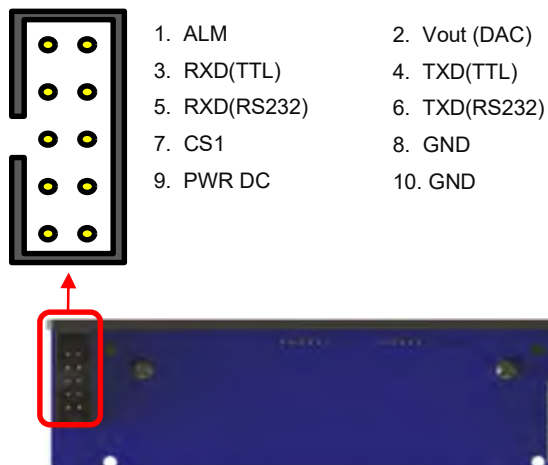 1. ALM 2. Vout (DAC)
3. RXD(TTL) 4. TXD(TTL)
5. RXD(RS232) 6. TXD(RS232)
7. CS1 8. GND
9. PWR DC 10. GND